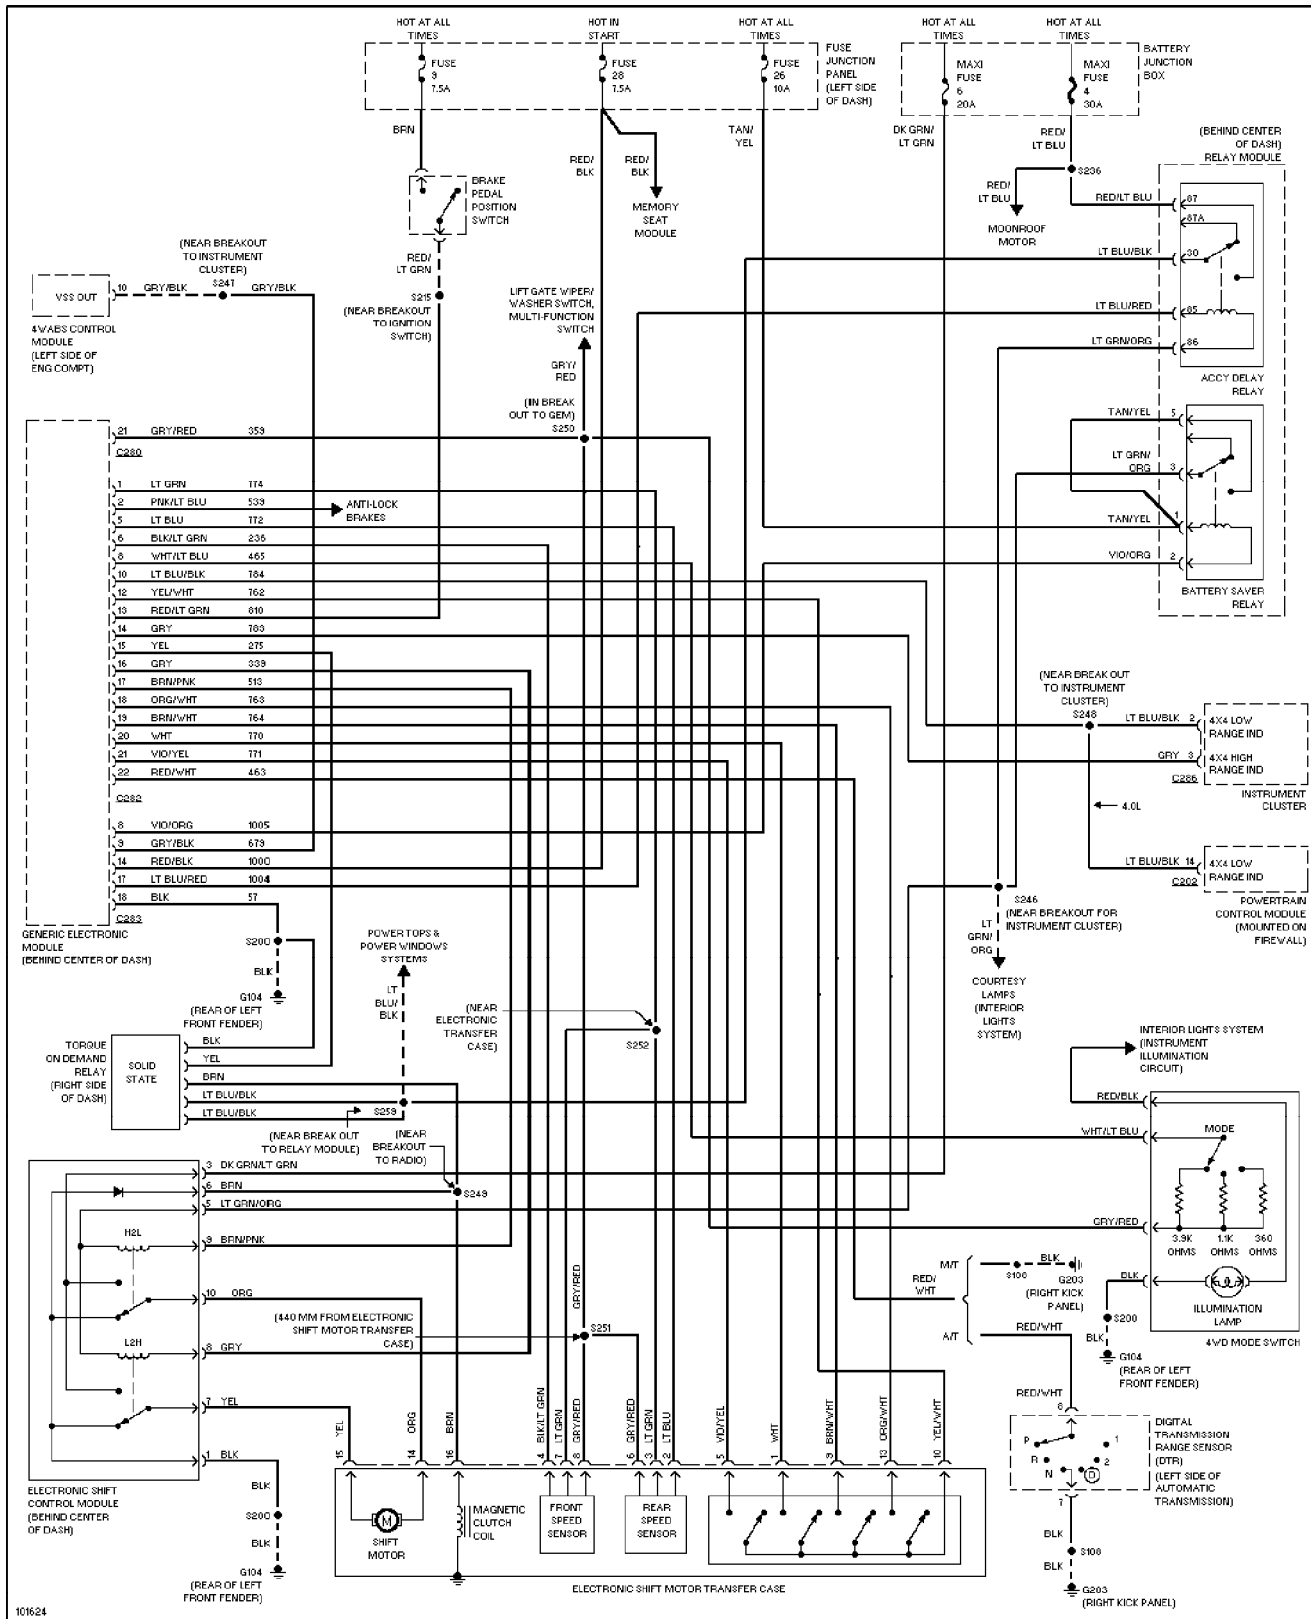 HOT AT ALL
TIMES
HOT IN
START
HOT AT ALL
TIMES
HOT AT ALL
TIMES
HOT AT ALL
TIMES
FUSE
9
7.5A
FUSE
28
7.5A
FUSE
26
10A
FUSE
JUNCTION
PANEL
(LEFT SIDE
OF DASH)
MAXI
FUSE
6
20A
MAXI
FUSE
4
30A
BATTERY
JUNCTION
BOX
BRN
RED/
BLK
RED/
BLK
TAN/
YEL
DK GRN/
LT GRN
RED/
LT BLU
(BEHIND CENTER
OF DASH)
RELAY MODULE
BRAKE
PEDAL
POSITION
SWITCH
MEMORY
SEAT
MODULE
S236
RED/
LT BLU
MOONROOF
MOTOR
RED/LT BLU
87
87A
LT BLU/BLK
30
LT BLU/RED
85
LT GRN/ORG
86
ACCY DELAY
RELAY
(NEAR BREAKOUT
TO INSTRUMENT
CLUSTER)
S241
VSS OUT
10
GRY/BLK
GRY/BLK
4WABS CONTROL
MODULE
(LEFT SIDE OF
ENG COMPT)
RED/
LT GRN
S215
(NEAR BREAKOUT
TO IGNITION
SWITCH)
LIFT GATE WIPER/
WASHER SWITCH,
MULTI-FUNCTION
SWITCH
GRY/
RED
(IN BREAK
OUT TO GEM)
S250
TAN/YEL
5
LT GRN/
ORG
3
TAN/YEL
1
VIO/ORG
2
BATTERY SAVER
RELAY
21 GRY/RED 359
C280
1 LT GRN 774
2 PNK/LT BLU 539
ANTI-LOCK
BRAKES
5 LT BLU 772
6 BLK/LT GRN 236
8 WHT/LT BLU 465
10 LT BLU/BLK 784
12 YEL/WHT 762
13 RED/LT GRN 810
14 GRY 783
15 YEL 275
16 GRY 339
17 BRN/PNK 513
18 ORG/WHT 763
19 BRN/WHT 764
20 WHT 770
21 VIO/YEL 771
22 RED/WHT 463
C282
8 VIO/ORG 1005
9 GRY/BLK 679
14 RED/BLK 1000
17 LT BLU/RED 1004
18 BLK 57
C283
GENERIC ELECTRONIC
MODULE
(BEHIND CENTER OF DASH)
(NEAR BREAK OUT
TO INSTRUMENT
CLUSTER)
S248
LT BLU/BLK 2
4X4 LOW
RANGE IND
GRY 3
4X4 HIGH
RANGE IND
C286
INSTRUMENT
CLUSTER
4.0L
LT BLU/BLK 14
4X4 LOW
RANGE IND
C202
POWERTRAIN
CONTROL MODULE
(MOUNTED ON
FIREWALL)
S246
(NEAR BREAKOUT FOR
INSTRUMENT CLUSTER)
LT
GRN/
ORG
COURTESY
LAMPS
(INTERIOR
LIGHTS
SYSTEM)
S200
BLK
G104
(REAR OF LEFT
FRONT FENDER)
POWER TOPS &
POWER WINDOWS
SYSTEMS
LT
BLU/
BLK
(NEAR
ELECTRONIC
TRANSFER
CASE)
S252
TORQUE
ON DEMAND
RELAY
(RIGHT SIDE
OF DASH)
SOLID
STATE
BLK
YEL
BRN
LT BLU/BLK
LT BLU/BLK
S259
(NEAR BREAK OUT
TO RELAY MODULE)
(NEAR
BREAKOUT
TO RADIO)
S249
INTERIOR LIGHTS SYSTEM
(INSTRUMENT
ILLUMINATION
CIRCUIT)
RED/BLK
WHT/LT BLU
MODE
GRY/RED
3.9K
OHMS
1.1K
OHMS
360
OHMS
BLK
ILLUMINATION
LAMP
4WD MODE SWITCH
S200
BLK
G104
(REAR OF LEFT
FRONT FENDER)
3 DK GRN/LT GRN
6 BRN
5 LT GRN/ORG
H2L
9 BRN/PNK
10 ORG
L2H
8 GRY
7 YEL
1 BLK
ELECTRONIC SHIFT
CONTROL MODULE
(BEHIND CENTER
OF DASH)
BLK
S200
BLK
G104
(REAR OF LEFT
FRONT FENDER)
(440 MM FROM ELECTRONIC
SHIFT MOTOR TRANSFER
CASE)
GRY/RED
S251
RED/
WHT
M/T
S108
BLK
G203
(RIGHT KICK
PANEL)
A/T
RED/WHT
RED/WHT
8
P
R
N
D
2
1
DIGITAL
TRANSMISSION
RANGE SENSOR
(DTR)
(LEFT SIDE OF
AUTOMATIC
TRANSMISSION)
7
BLK
S108
BLK
G203
(RIGHT KICK PANEL)
15 YEL
14 ORG
16 BRN
4 BLK/LT GRN
7 LT GRN
8 GRY/RED
6 GRY/RED
3 LT GRN
2 LT BLU
5 VIO/YEL
1 WHT
9 BRN/WHT
13 ORG/WHT
10 YEL/WHT
M
SHIFT
MOTOR
MAGNETIC
CLUTCH
COIL
FRONT
SPEED
SENSOR
REAR
SPEED
SENSOR
ELECTRONIC SHIFT MOTOR TRANSFER CASE
101624